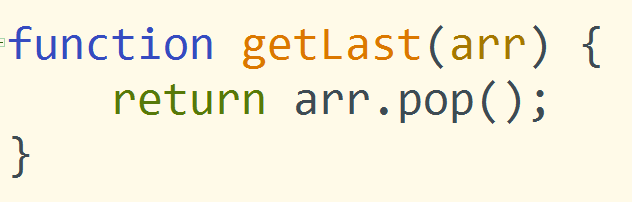 function getLast(arr) {
    return arr.pop();
}